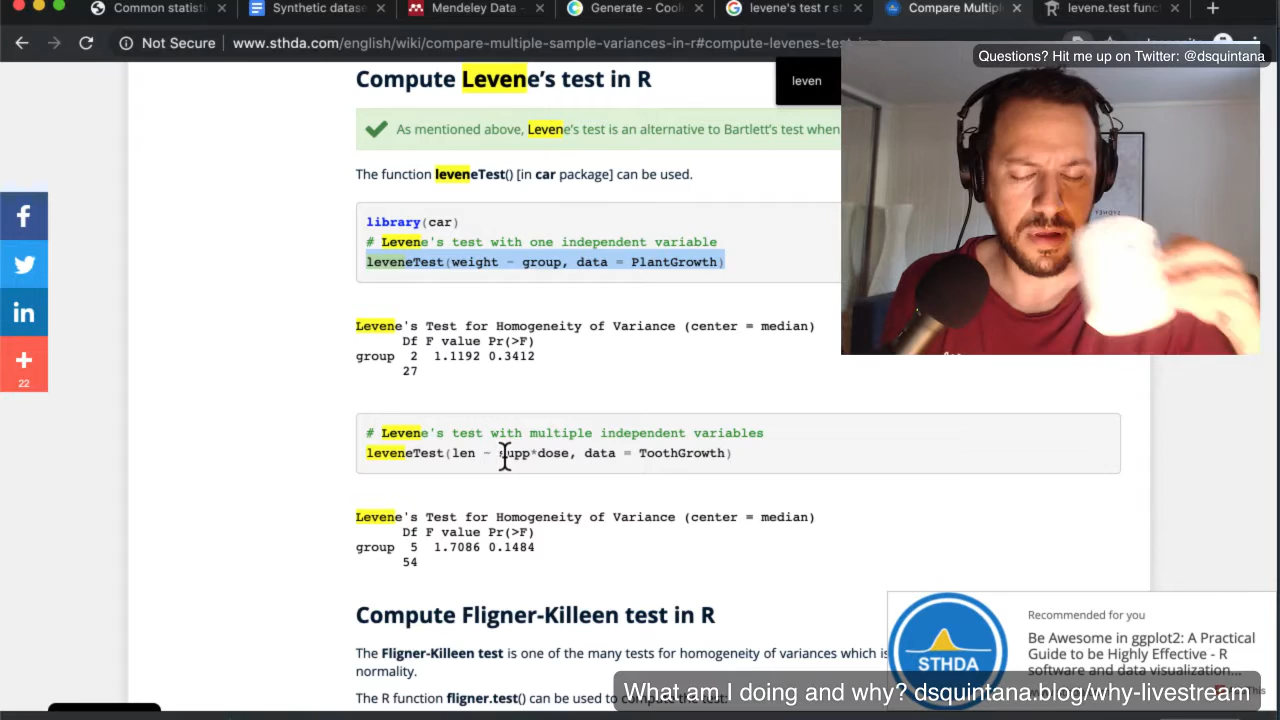 Common statisti
Synthetic datase
Mendeley Data -
Generate - Cool
levene's test r st
Compare Multipl
levene.test func
Not Secure
www.sthda.com/english/wiki/compare-multiple-sample-variances-in-r#compute-levenes-test-in-r
Questions? Hit me up on Twitter: @dsquintana
Compute Levene's test in R
leven
As mentioned above, Levene's test is an alternative to Bartlett's test when
The function leveneTest() [in car package] can be used.
library(car)
# Levene's test with one independent variable
leveneTest(weight ~ group, data = PlantGrowth)
22
Levene's Test for Homogeneity of Variance (center = median)
Df F value Pr(>F)
group 2 1.1192 0.3412
27
# Levene's test with multiple independent variables
leveneTest(len ~ supp*dose, data = ToothGrowth)
Levene's Test for Homogeneity of Variance (center = median)
Df F value Pr(>F)
group 5 1.7086 0.1484
54
Compute Fligner-Killeen test in R
The Fligner-Killeen test is one of the many tests for homogeneity of variances which is
normality.
The R function fligner.test() can be used to compute the test:
Recommended for you
Be Awesome in ggplot2: A Practical
Guide to be Highly Effective - R
software and data visualization...
STHDA
What am I doing and why? dsquintana.blog/why-livestream